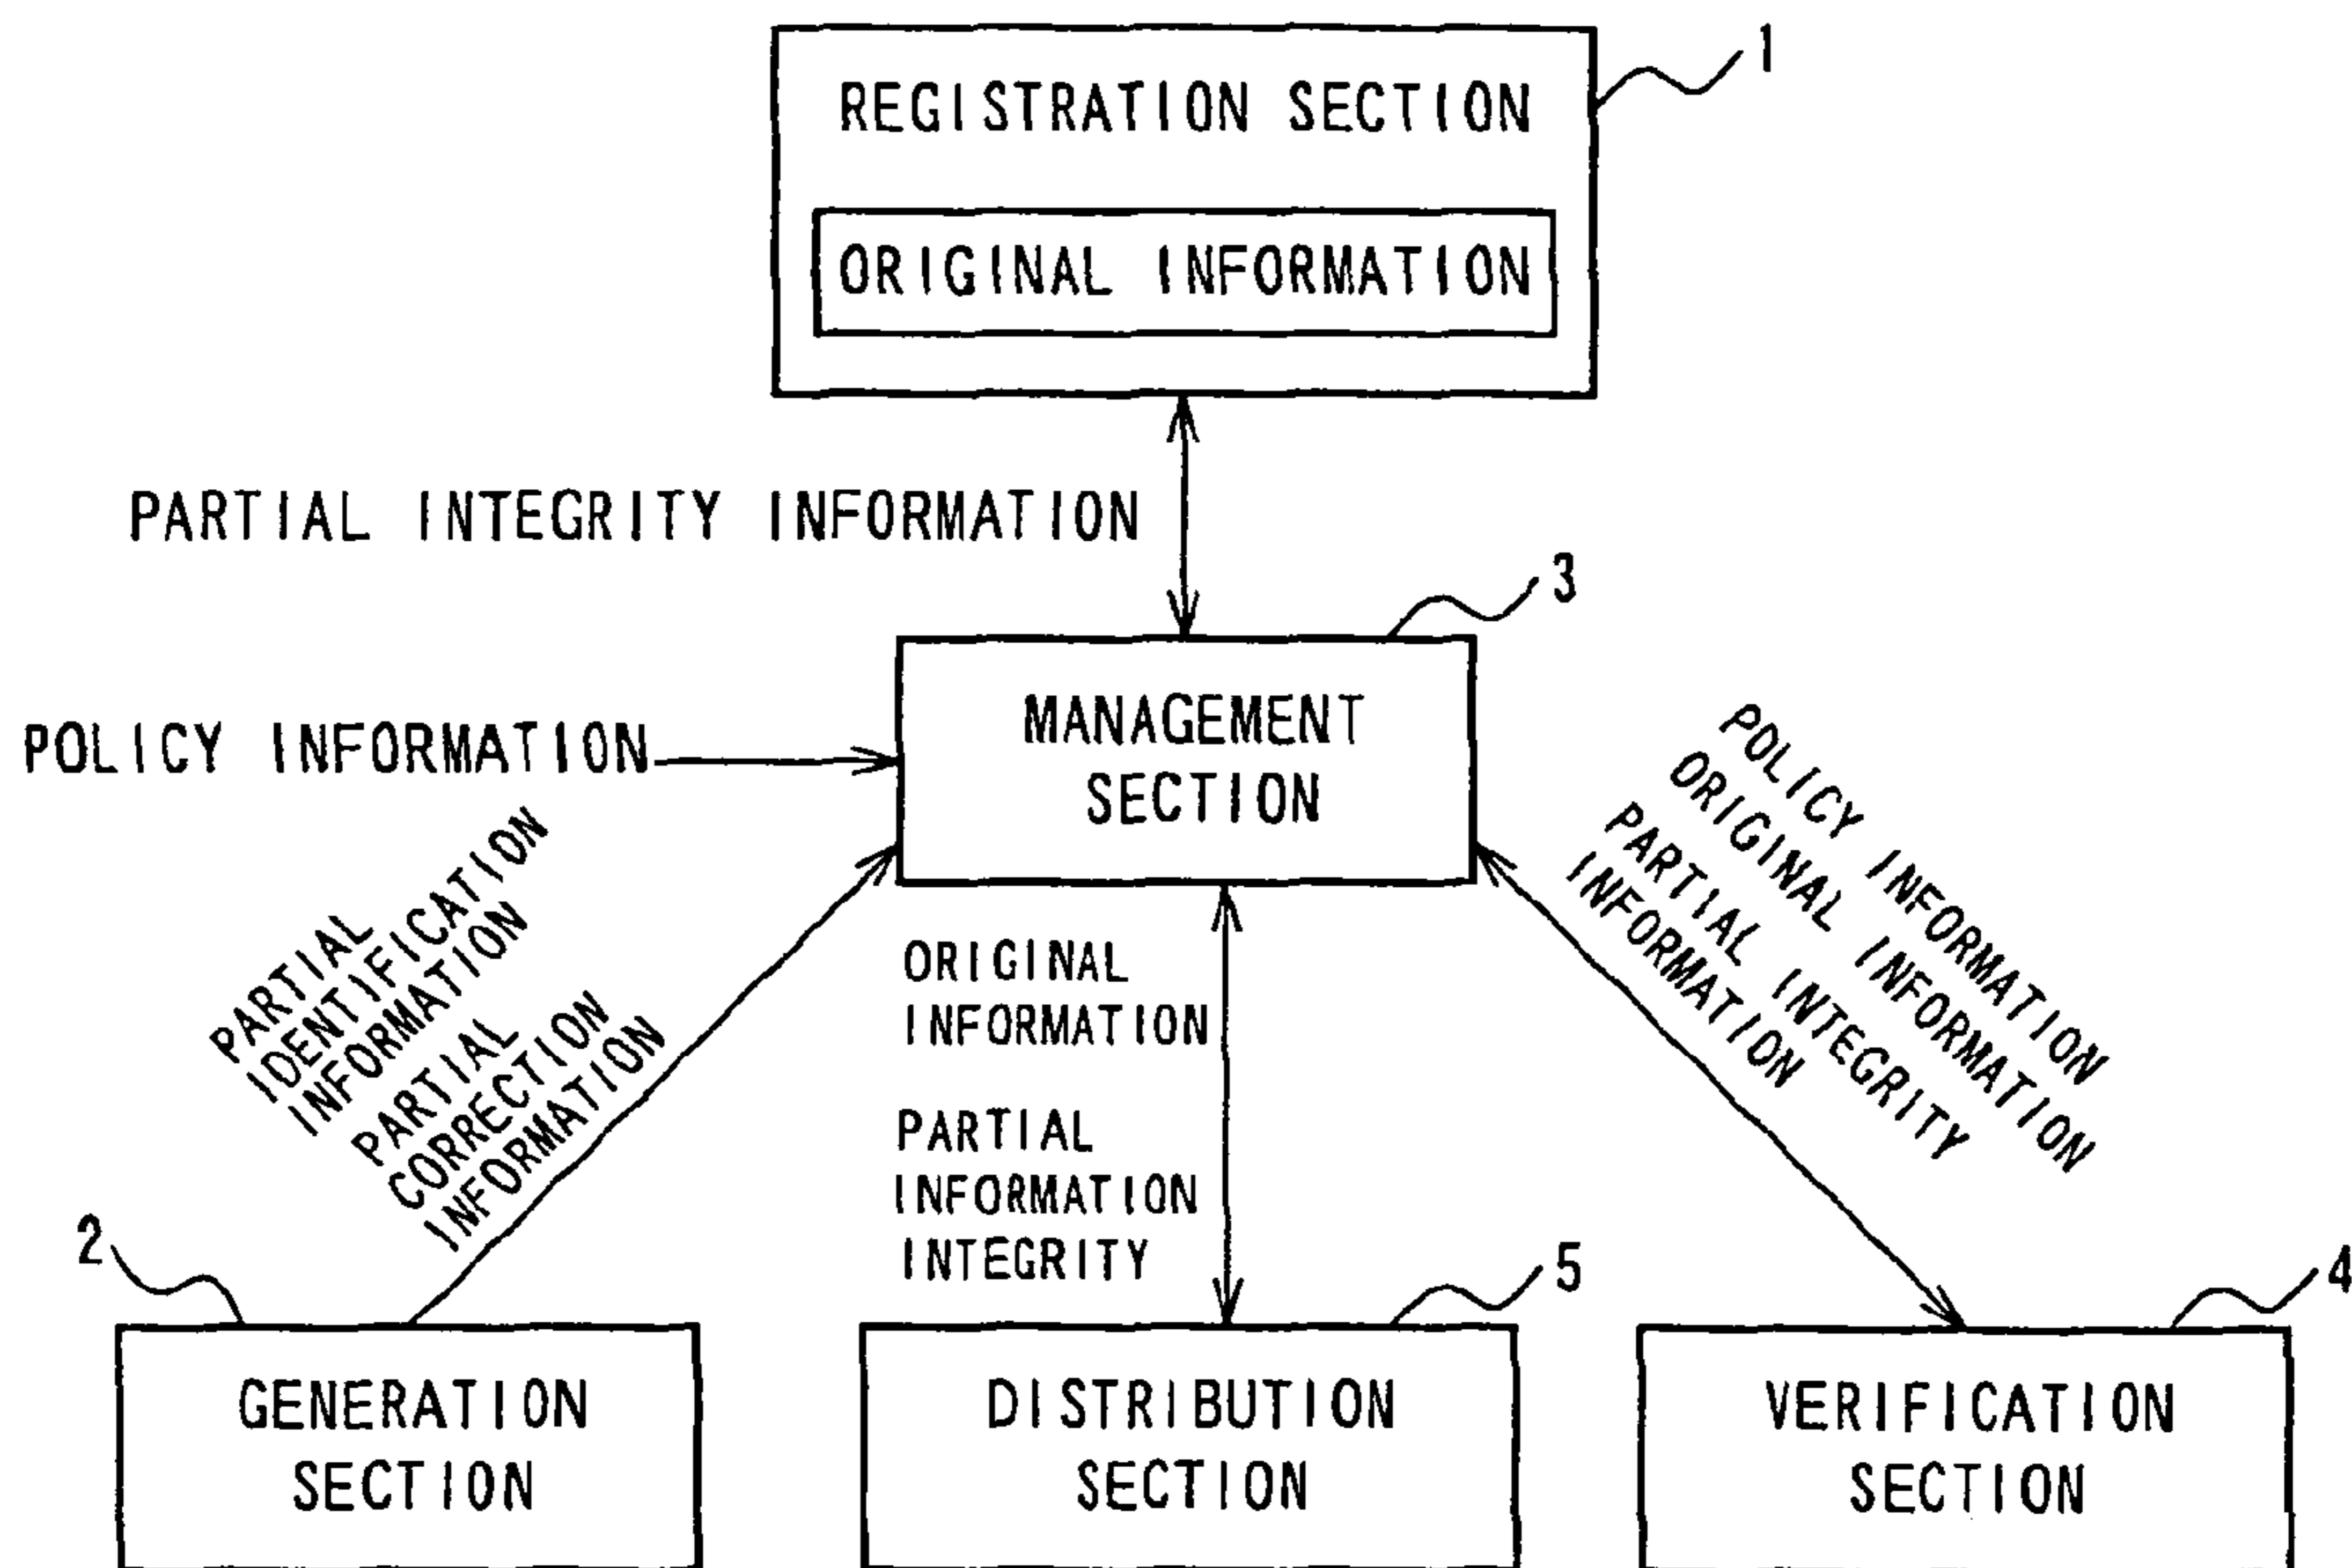 1
REGISTRATION SECTION
ORIGINAL INFORMATION
PARTIAL INTEGRITY INFORMATION
3
MANAGEMENT
SECTION
POLICY INFORMATION
PARTIAL
IDENTIFICATION
INFORMATION
PARTIAL
CORRECTION
INFORMATION
ORIGINAL
INFORMATION
PARTIAL
INFORMATION
INTEGRITY
POLICY INFORMATION
ORIGINAL INFORMATION
PARTIAL INTEGRITY
INFORMATION
2
GENERATION
SECTION
5
DISTRIBUTION
SECTION
4
VERIFICATION
SECTION